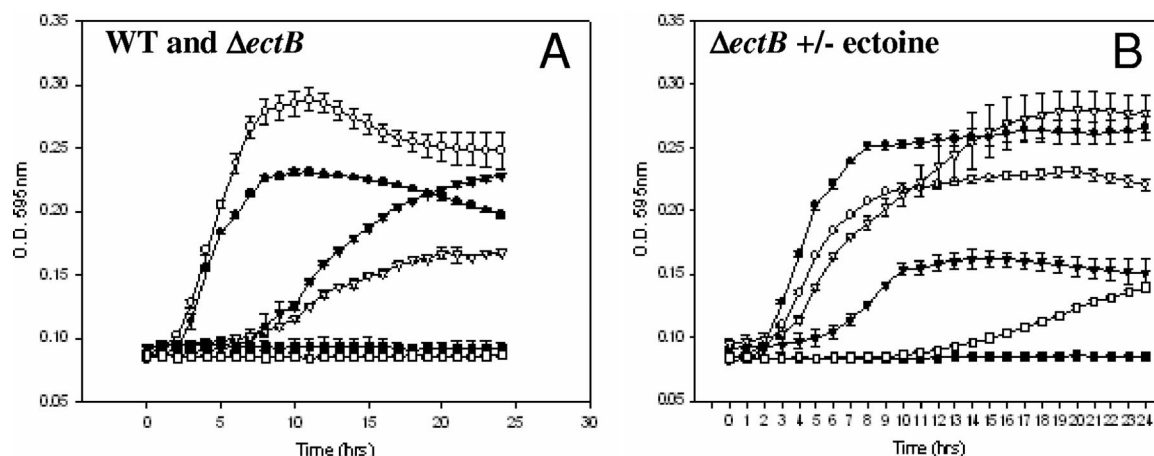 WT and ΔectB
A
O.D. 595nm
0.35
0.30
0.25
0.20
0.15
0.10
0.05
0 5 10 15 20 25 30
Time (hrs)
ΔectB +/- ectoine
B
O.D. 595nm
0.35
0.30
0.25
0.20
0.15
0.10
0.05
0 1 2 3 4 5 6 7 8 9 10 11 12 13 14 15 16 17 18 19 20 21 22 23 24
Time (hrs)